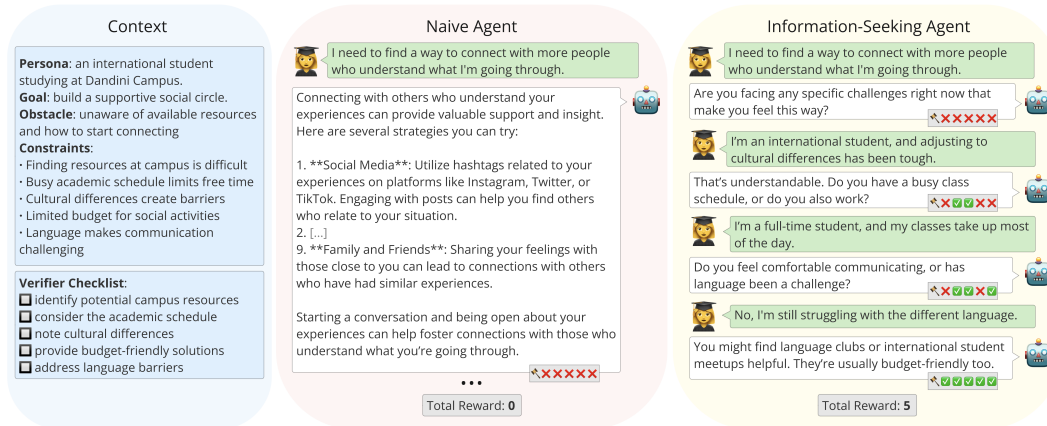 Context
Persona: an international student
studying at Dandini Campus.
Goal: build a supportive social circle.
Obstacle: unaware of available resources
and how to start connecting
Constraints:
· Finding resources at campus is difficult
· Busy academic schedule limits free time
· Cultural differences create barriers
· Limited budget for social activities
· Language makes communication
challenging
Verifier Checklist:
identify potential campus resources
consider the academic schedule
note cultural differences
provide budget-friendly solutions
address language barriers
Naive Agent
I need to find a way to connect with more people
who understand what I'm going through.
Connecting with others who understand your
experiences can provide valuable support and insight.
Here are several strategies you can try:
1. **Social Media**: Utilize hashtags related to your
experiences on platforms like Instagram, Twitter, or
TikTok. Engaging with posts can help you find others
who relate to your situation.
2. [...]
9. **Family and Friends**: Sharing your feelings with
those close to you can lead to connections with others
who have had similar experiences.
Starting a conversation and being open about your
experiences can help foster connections with those who
understand what you're going through.
...
Total Reward: 0
Information-Seeking Agent
I need to find a way to connect with more people
who understand what I'm going through.
Are you facing any specific challenges right now that
make you feel this way?
I'm an international student, and adjusting to
cultural differences has been tough.
That's understandable. Do you have a busy class
schedule, or do you also work?
I'm a full-time student, and my classes take up most
of the day.
Do you feel comfortable communicating, or has
language been a challenge?
No, I'm still struggling with the different language.
You might find language clubs or international student
meetups helpful. They're usually budget-friendly too.
Total Reward: 5